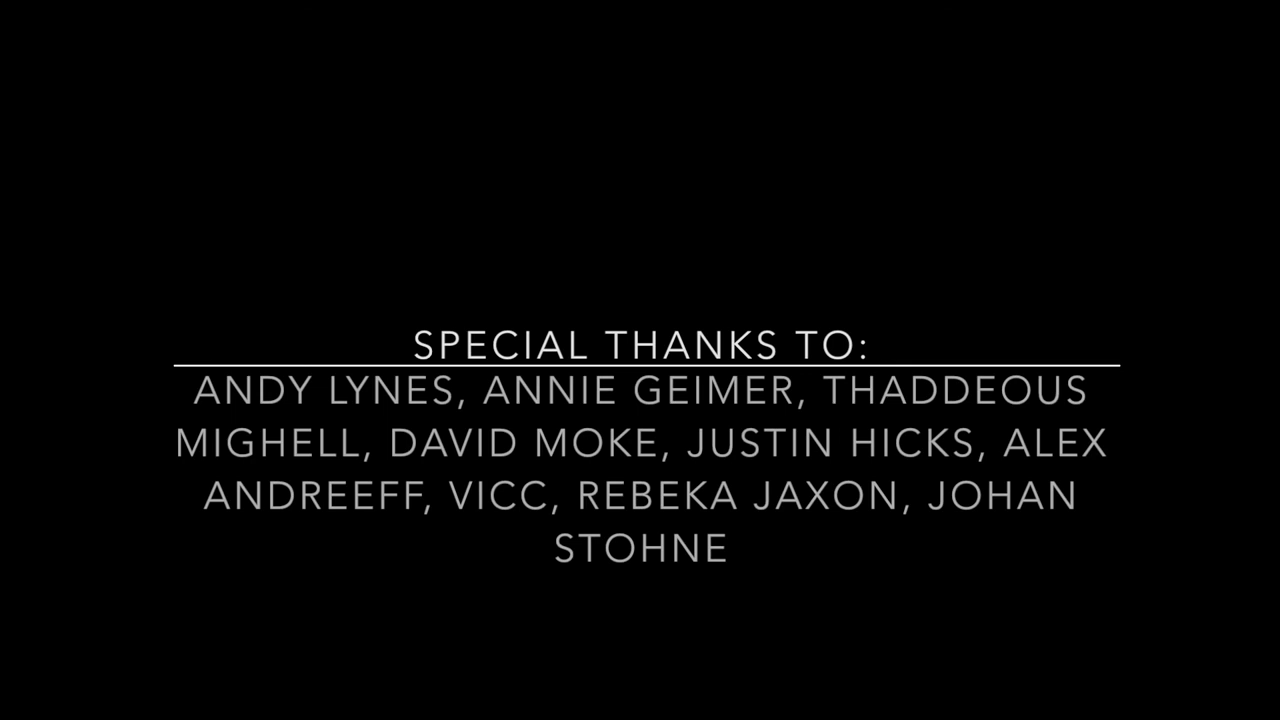 SPECIAL THANKS TO:
ANDY LYNES, ANNIE GEIMER, THADDEOUS
MIGHELL, DAVID MOKE, JUSTIN HICKS, ALEX
ANDREEFF, VICC, REBEKA JAXON, JOHAN
STOHNE